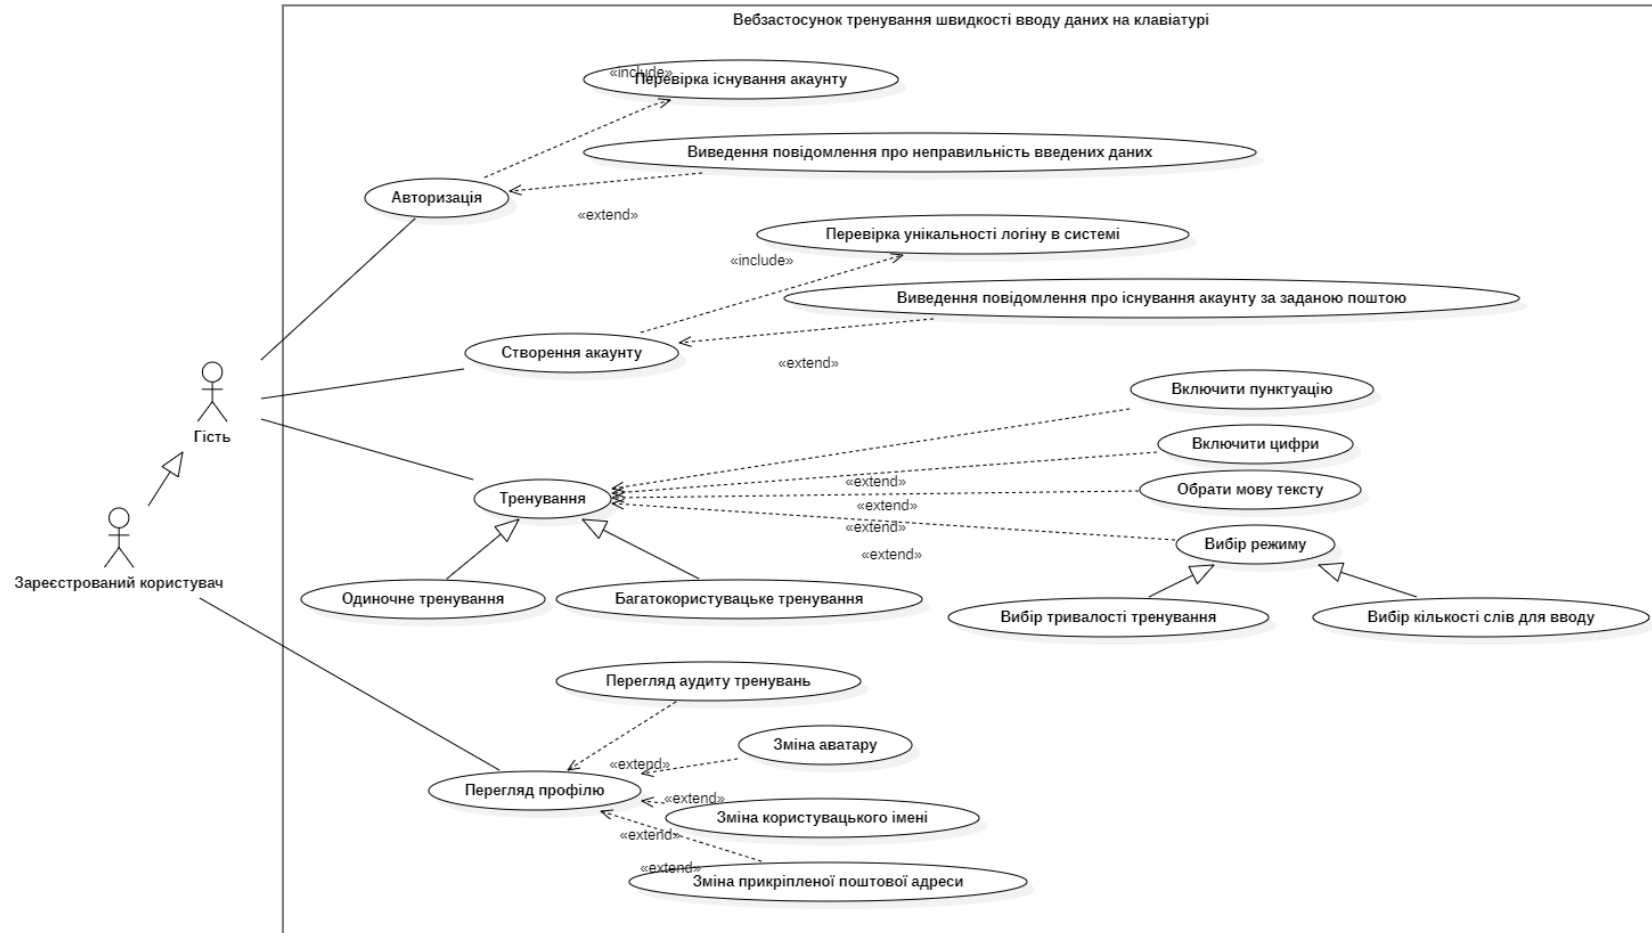 Вебзастосунок тренування швидкості вводу даних на клавіатурі
«include»
Перевірка існування акаунту
Виведення повідомлення про неправильність введених даних
Авторизація
«extend»
Перевірка унікальності логіну в системі
«include»
Виведення повідомлення про існування акаунту за заданою поштою
Створення акаунту
«extend»
Включити пунктуацію
Гість
Включити цифри
«extend»
Обрати мову тексту
Тренування
«extend»
«extend»
Вибір режиму
«extend»
Зареєстрований користувач
Одиночне тренування
Багатокористувацьке тренування
Вибір тривалості тренування
Вибір кількості слів для вводу
Перегляд аудиту тренувань
Зміна аватару
«extend»
Перегляд профілю
«extend»
Зміна користувацького імені
«extend»
«extend»
Зміна прикріпленої поштової адреси